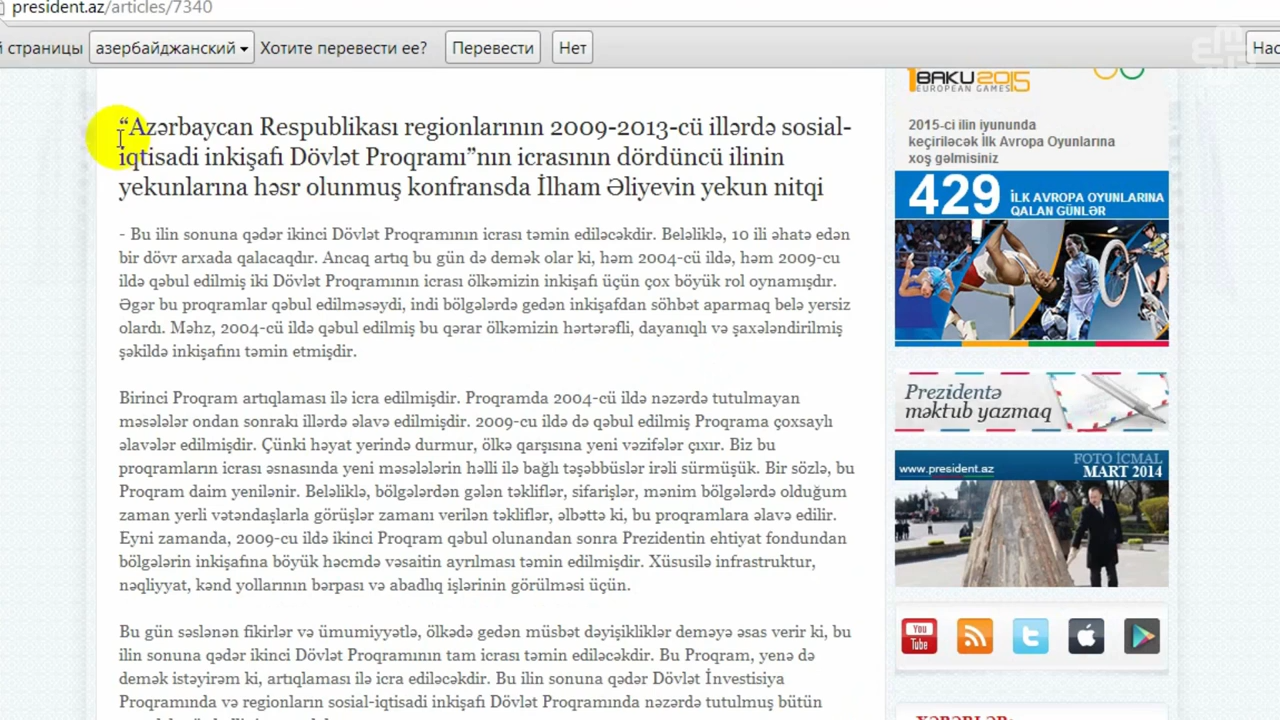 president.az/articles/7340
й страницы
азербайджанский
Хотите перевести ее?
Перевести
Нет
Нас
“Azərbaycan Respublikası regionlarının 2009-2013-cü illərdə sosial-
iqtisadi inkişafı Dövlət Proqramı”nın icrasının dördüncü ilinin
yekunlarına həsr olunmuş konfransda İlham Əliyevin yekun nitqi
- Bu ilin sonuna qədər ikinci Dövlət Proqramının icrası təmin ediləcəkdir. Beləliklə, 10 ili əhatə edən
bir dövr arxada qalacaqdır. Ancaq artıq bu gün də demək olar ki, həm 2004-cü ildə, həm 2009-cu
ildə qəbul edilmiş iki Dövlət Proqramının icrası ölkəmizin inkişafı üçün çox böyük rol oynamışdır.
Əgər bu proqramlar qəbul edilməsəydi, indi bölgələrdə gedən inkişafdan söhbət aparmaq belə yersiz
olardı. Məhz, 2004-cü ildə qəbul edilmiş bu qərar ölkəmizin hərtərəfli, dayanıqlı və şaxələndirilmiş
şəkildə inkişafını təmin etmişdir.
Birinci Proqram artıqlaması ilə icra edilmişdir. Proqramda 2004-cü ildə nəzərdə tutulmayan
məsələlər ondan sonrakı illərdə əlavə edilmişdir. 2009-cu ildə də qəbul edilmiş Proqrama çoxsaylı
əlavələr edilmişdir. Çünki həyat yerində durmur, ölkə qarşısına yeni vəzifələr çıxır. Biz bu
proqramların icrası əsnasında yeni məsələlərin həlli ilə bağlı təşəbbüslər irəli sürmüşük. Bir sözlə, bu
Proqram daim yenilənir. Beləliklə, bölgələrdən gələn təkliflər, sifarişlər, mənim bölgələrdə olduğum
zaman yerli vətəndaşlarla görüşlər zamanı verilən təkliflər, əlbəttə ki, bu proqramlara əlavə edilir.
Eyni zamanda, 2009-cu ildə ikinci Proqram qəbul olunandan sonra Prezidentin ehtiyat fondundan
bölgələrin inkişafına böyük həcmdə vəsaitin ayrılması təmin edilmişdir. Xüsusilə infrastruktur,
nəqliyyat, kənd yollarının bərpası və abadlıq işlərinin görülməsi üçün.
Bu gün səslənən fikirlər və ümumiyyətlə, ölkədə gedən müsbət dəyişikliklər deməyə əsas verir ki, bu
ilin sonuna qədər ikinci Dövlət Proqramının tam icrası təmin ediləcəkdir. Bu Proqram, yenə də
demək istəyirəm ki, artıqlaması ilə icra ediləcəkdir. Bu ilin sonuna qədər Dövlət İnvestisiya
Proqramında və regionların sosial-iqtisadi inkişafı Dövlət Proqramında nəzərdə tutulmuş bütün
BAKU 2015
EUROPEAN GAMES
2015-ci ilin iyununda
keçiriləcək İlk Avropa Oyunlarına
xoş gəlmisiniz
429 İLK AVROPA OYUNLARINA
QALAN GÜNLƏR
Prezidentə
məktub yazmaq
www.president.az
FOTO İCMAL
MART 2014
You
Tube
XƏBƏRLƏR: